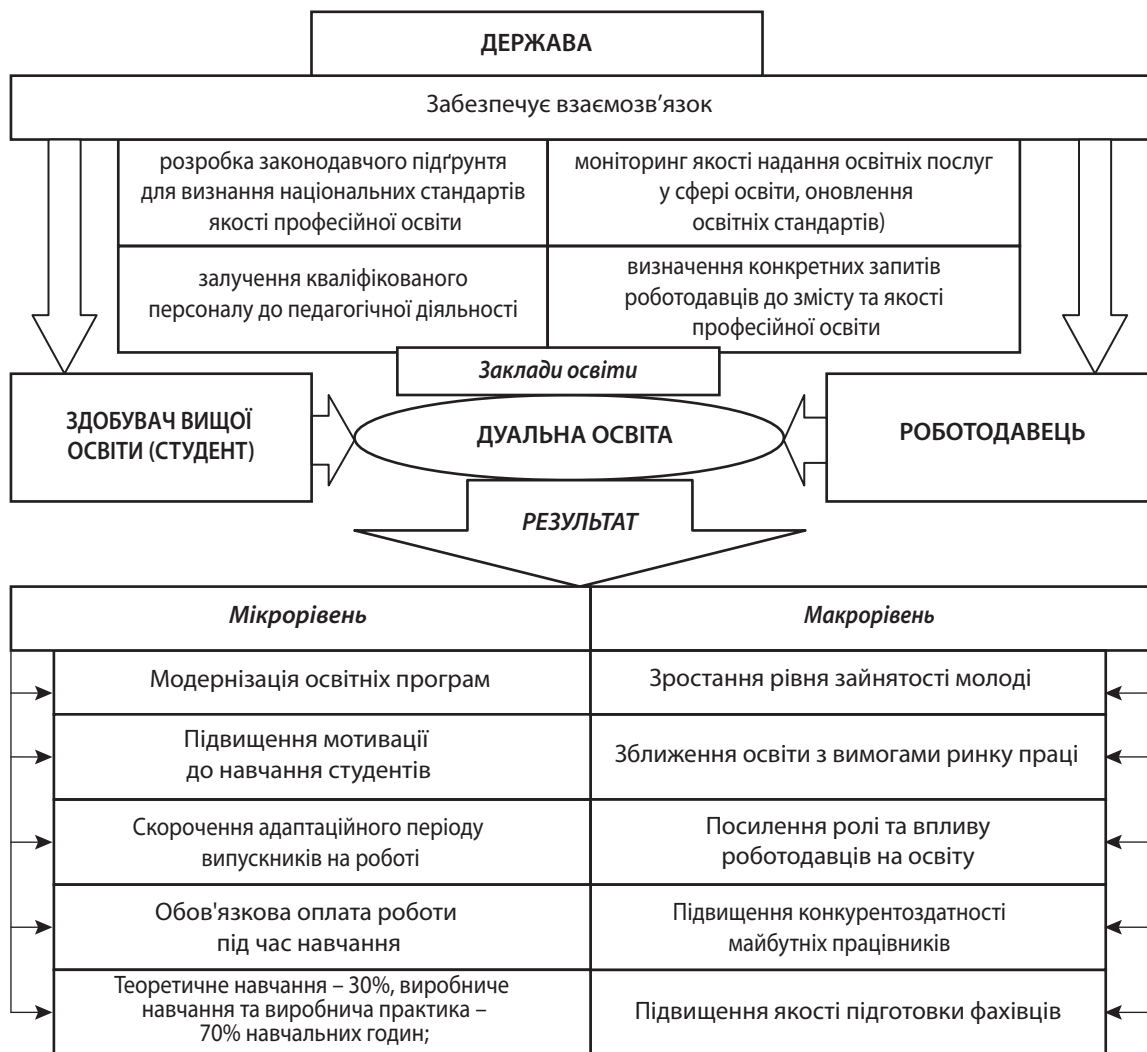 ДЕРЖАВА
Забезпечує взаємозв’язок
розробка законодавчого підґрунтя
для визнання національних стандартів
якості професійної освіти
моніторинг якості надання освітніх послуг
у сфері освіти, оновлення
освітніх стандартів)
залучення кваліфікованого
персоналу до педагогічної діяльності
визначення конкретних запитів
роботодавців до змісту та якості
професійної освіти
Заклади освіти
ЗДОБУВАЧ ВИЩОЇ
ОСВІТИ (СТУДЕНТ)
ДУАЛЬНА ОСВІТА
РОБОТОДАВЕЦЬ
РЕЗУЛЬТАТ
Мікрорівень
Макрорівень
Модернізація освітніх програм
Зростання рівня зайнятості молоді
Підвищення мотивації
до навчання студентів
Зближення освіти з вимогами ринку праці
Скорочення адаптаційного періоду
випускників на роботі
Посилення ролі та впливу
роботодавців на освіту
Обов'язкова оплата роботи
під час навчання
Підвищення конкурентоздатності
майбутніх працівників
Теоретичне навчання – 30%, виробниче
навчання та виробнича практика –
70% навчальних годин;
Підвищення якості підготовки фахівців